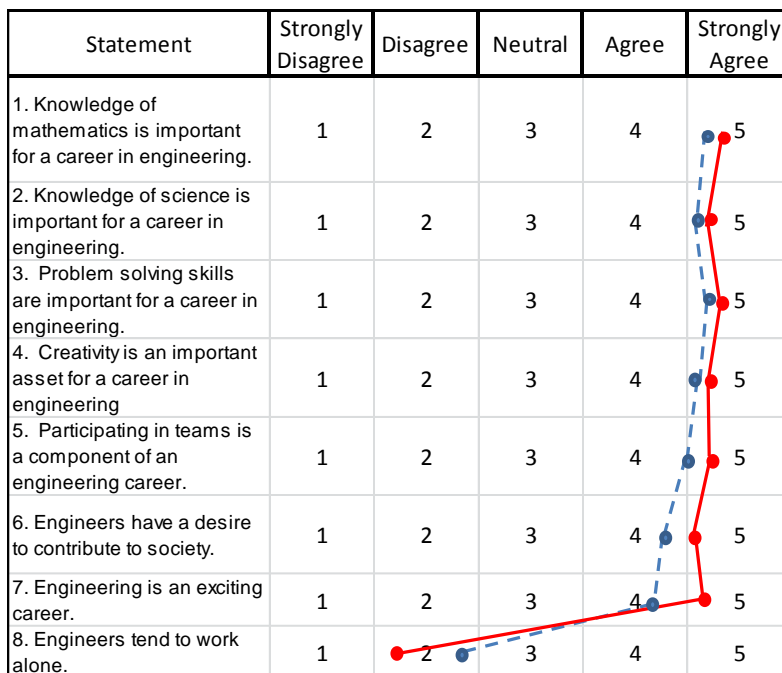 Statement Strongly Disagree Disagree Neutral Agree Strongly Agree
1. Knowledge of
mathematics is important
for a career in engineering.
1 2 3 4 5
2. Knowledge of science is
important for a career in
engineering.
1 2 3 4 5
3. Problem solving skills
are important for a career in
engineering.
1 2 3 4 5
4. Creativity is an important
asset for a career in
engineering
1 2 3 4 5
5. Participating in teams is
a component of an
engineering career.
1 2 3 4 5
6. Engineers have a desire
to contribute to society.
1 2 3 4 5
7. Engineering is an exciting
career.
1 2 3 4 5
8. Engineers tend to work
alone.
1 2 3 4 5